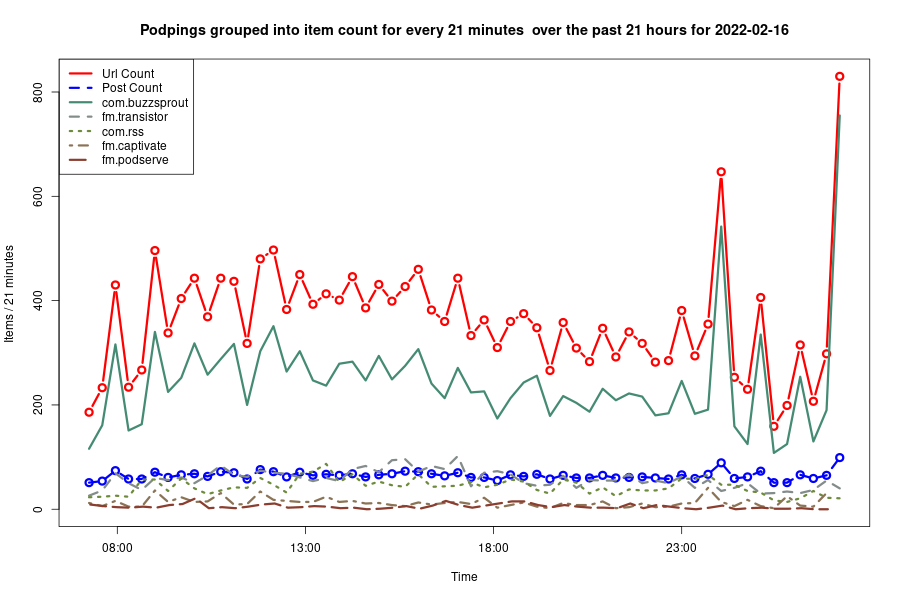 Podpings grouped into item count for every 21 minutes  over the past 21 hours for 2022-02-16
Url Count
Post Count
com.buzzsprout
fm.transistor
com.rss
fm.captivate
fm.podserve
800
600
400
200
0
Items / 21 minutes
08:00 13:00 18:00 23:00
Time